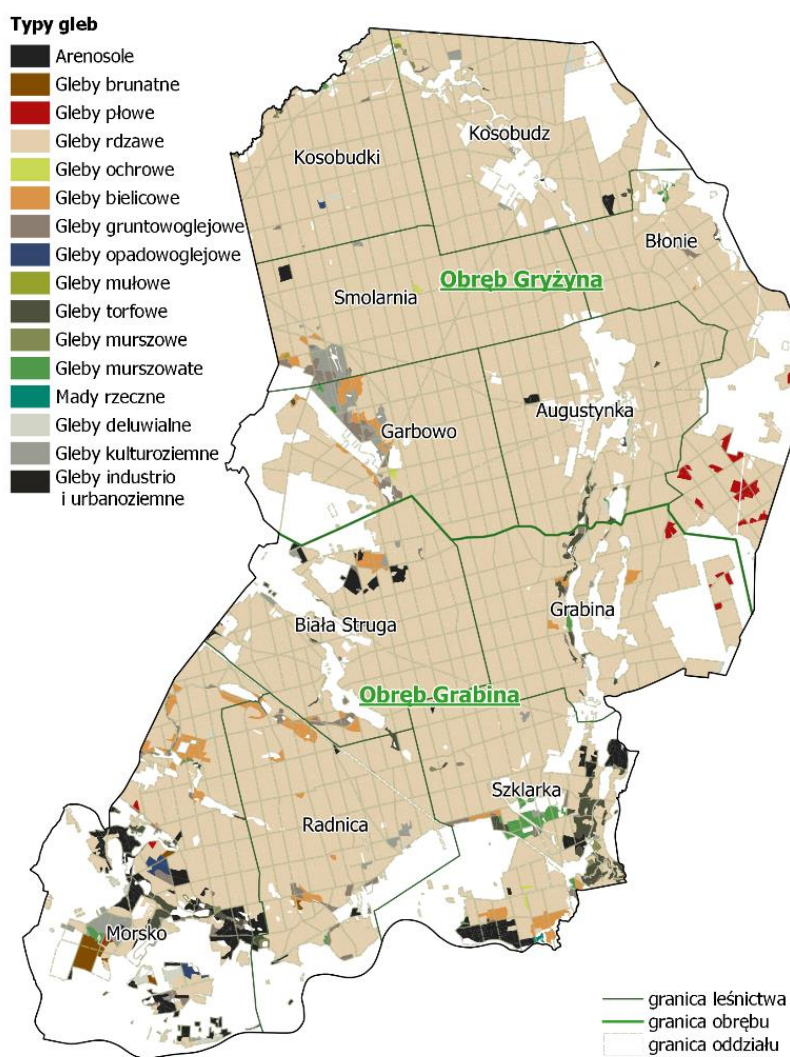 Typy gleb
Arenosole
Gleby brunatne
Gleby płowe
Gleby rdzawe
Gleby ochrowe
Gleby bielicowe
Gleby gruntowoglejowe
Gleby opadowoglejowe
Gleby mułowe
Gleby torfowe
Gleby murszowe
Gleby murszowate
Mady rzeczne
Gleby deluwialne
Gleby kulturoziemne
Gleby industrio
i urbanoziemne
Kosobudz
Kosobudki
Błonie
Obręb Gryżyna
Smolarnia
Augustynka
Garbowo
Grabina
Biała Struga
Obręb Grabina
Szklarka
Radnica
Morsko
granica leśnictwa
granica obrębu
granica oddziału